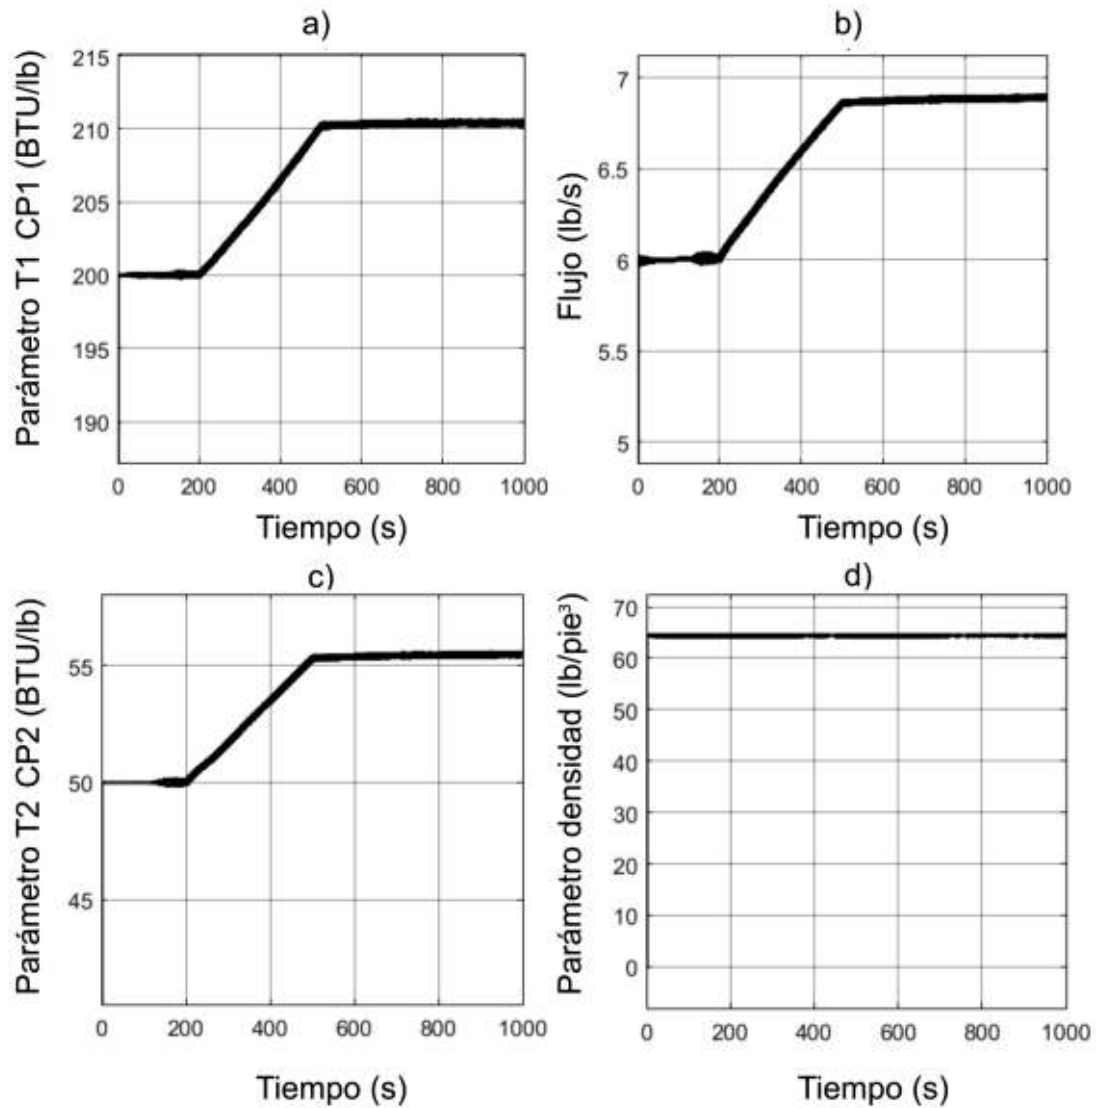 a)
Parámetro T1 CP1 (BTU/lb)
215
210
205
200
195
190
0 200 400 600 800 1000
Tiempo (s)
b)
Flujo (lb/s)
7
6.5
6
5.5
5
0 200 400 600 800 1000
Tiempo (s)
c)
Parámetro T2 CP2 (BTU/lb)
55
50
45
0 200 400 600 800 1000
Tiempo (s)
d)
Parámetro densidad (lb/pie³)
70
60
50
40
30
20
10
0
0 200 400 600 800 1000
Tiempo (s)